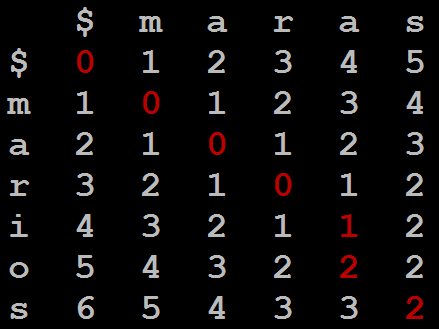 $ m a r a s
$ 0 1 2 3 4 5
m 1 0 1 2 3 4
a 2 1 0 1 2 3
r 3 2 1 0 1 2
i 4 3 2 1 1 2
o 5 4 3 2 2 2
s 6 5 4 3 3 2